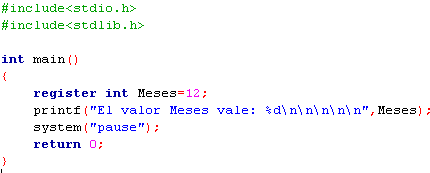 #include<stdio.h>
#include<stdlib.h>
int main()
{
register int Meses=12;
printf("El valor Meses vale: %d\n\n\n\n\n",Meses);
system("pause");
return 0;
}